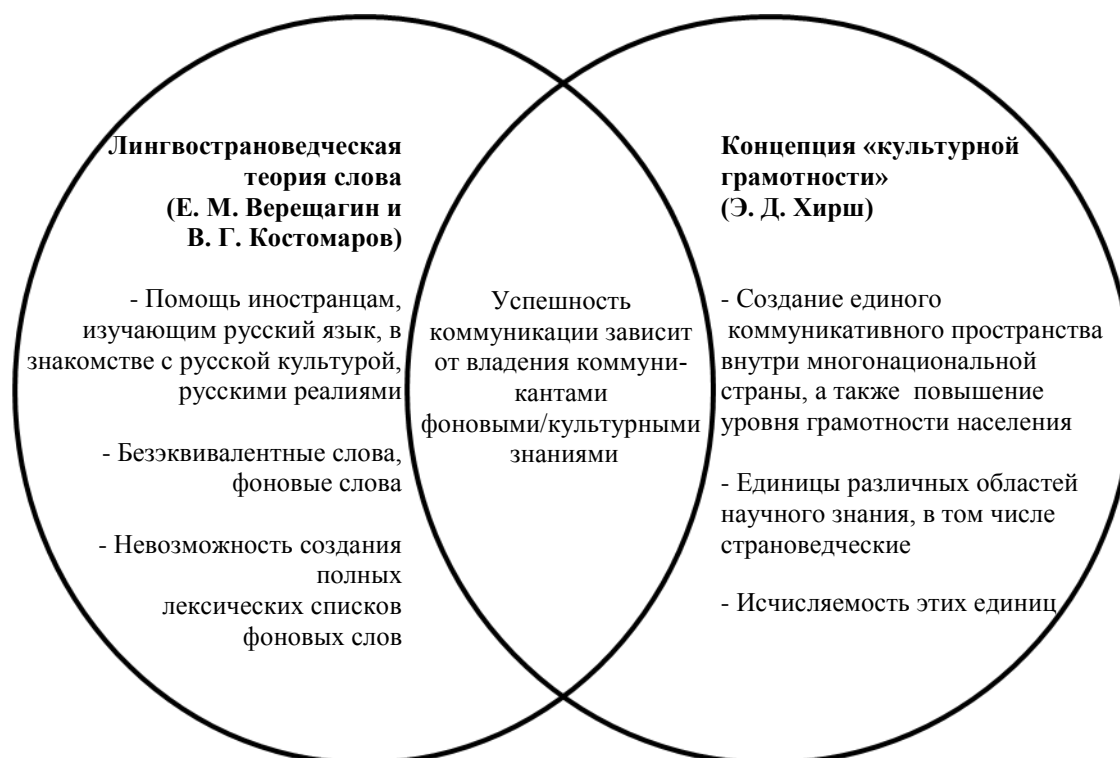 Лингвострановедческая
теория слова
(Е. М. Верещагин и
В. Г. Костомаров)
- Помощь иностранцам,
изучающим русский язык, в
знакомстве с русской культурой,
русскими реалиями
- Безэквивалентные слова,
фоновые слова
- Невозможность создания
полных
лексических списков
фоновых слов
Успешность
коммуникации зависит
от владения коммуни-
кантами
фоновыми/культурными
знаниями
Концепция «культурной
грамотности»
(Э. Д. Хирш)
- Создание единого
коммуникативного пространства
внутри многонациональной
страны, а также повышение
уровня грамотности населения
- Единицы различных областей
научного знания, в том числе
страноведческие
- Исчисляемость этих единиц